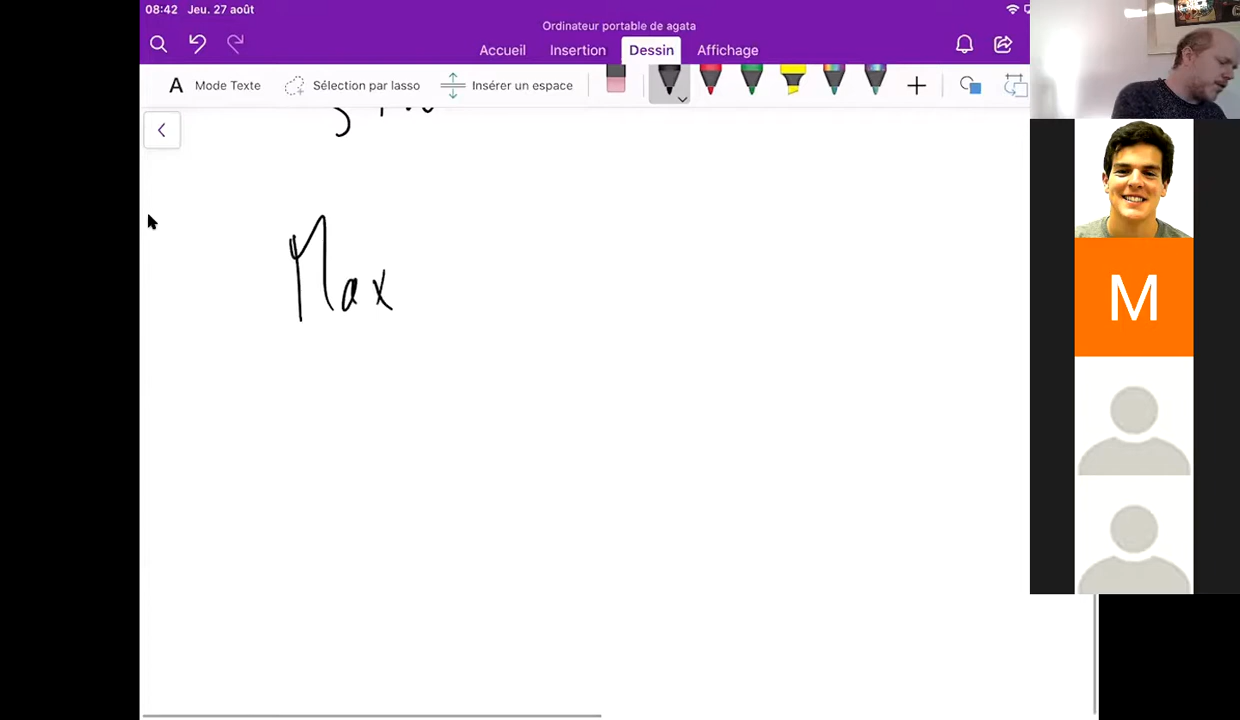 08:42 Jeu. 27 août
Ordinateur portable de agata
Accueil Insertion Dessin Affichage
A Mode Texte Sélection par lasso Insérer un espace
Max
M